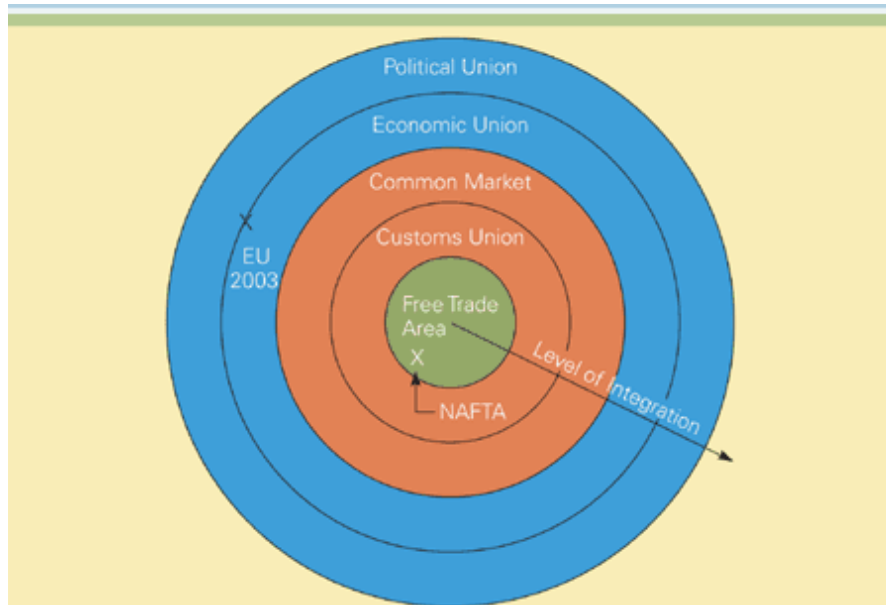 Political Union
Economic Union
Common Market
Customs Union
X
EU
2003
Free Trade
Area
X
NAFTA
Level of Integration